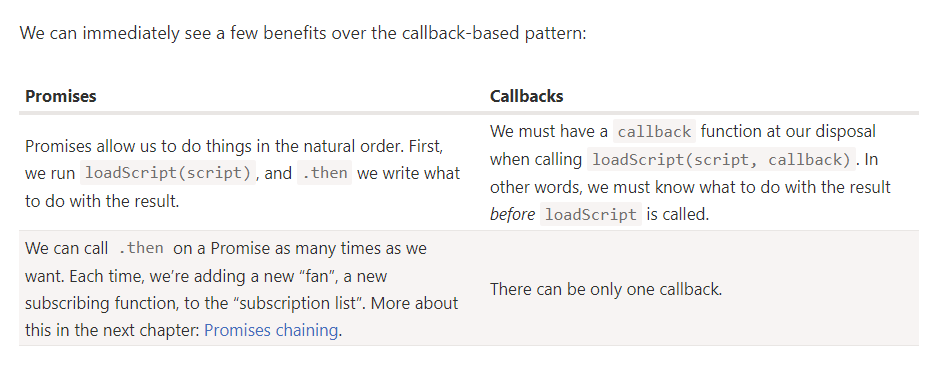 We can immediately see a few benefits over the callback-based pattern:
Promises
Callbacks
Promises allow us to do things in the natural order. First,
we run loadScript(script), and .then we write what
to do with the result.
We must have a callback function at our disposal
when calling loadScript(script, callback). In
other words, we must know what to do with the result
before loadScript is called.
We can call .then on a Promise as many times as we
want. Each time, we’re adding a new “fan”, a new
subscribing function, to the “subscription list”. More about
this in the next chapter: Promises chaining.
There can be only one callback.